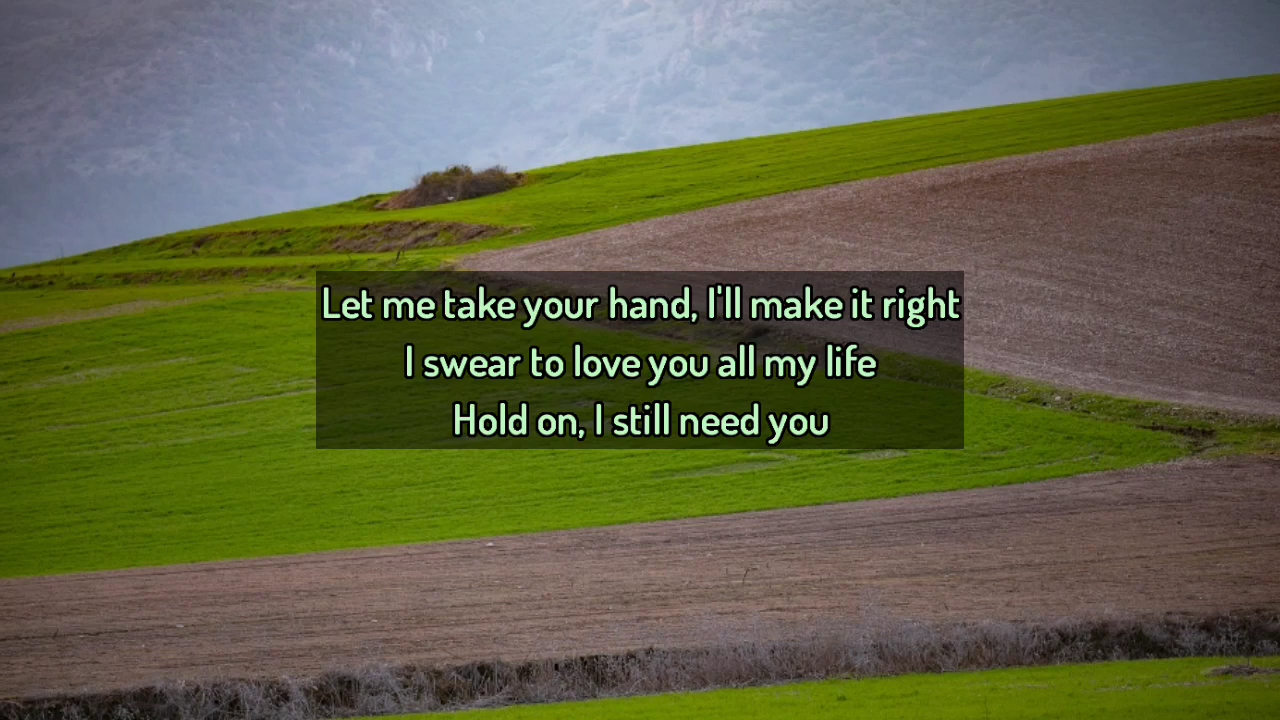 Let me take your hand, I'll make it right
I swear to love you all my life
Hold on, I still need you